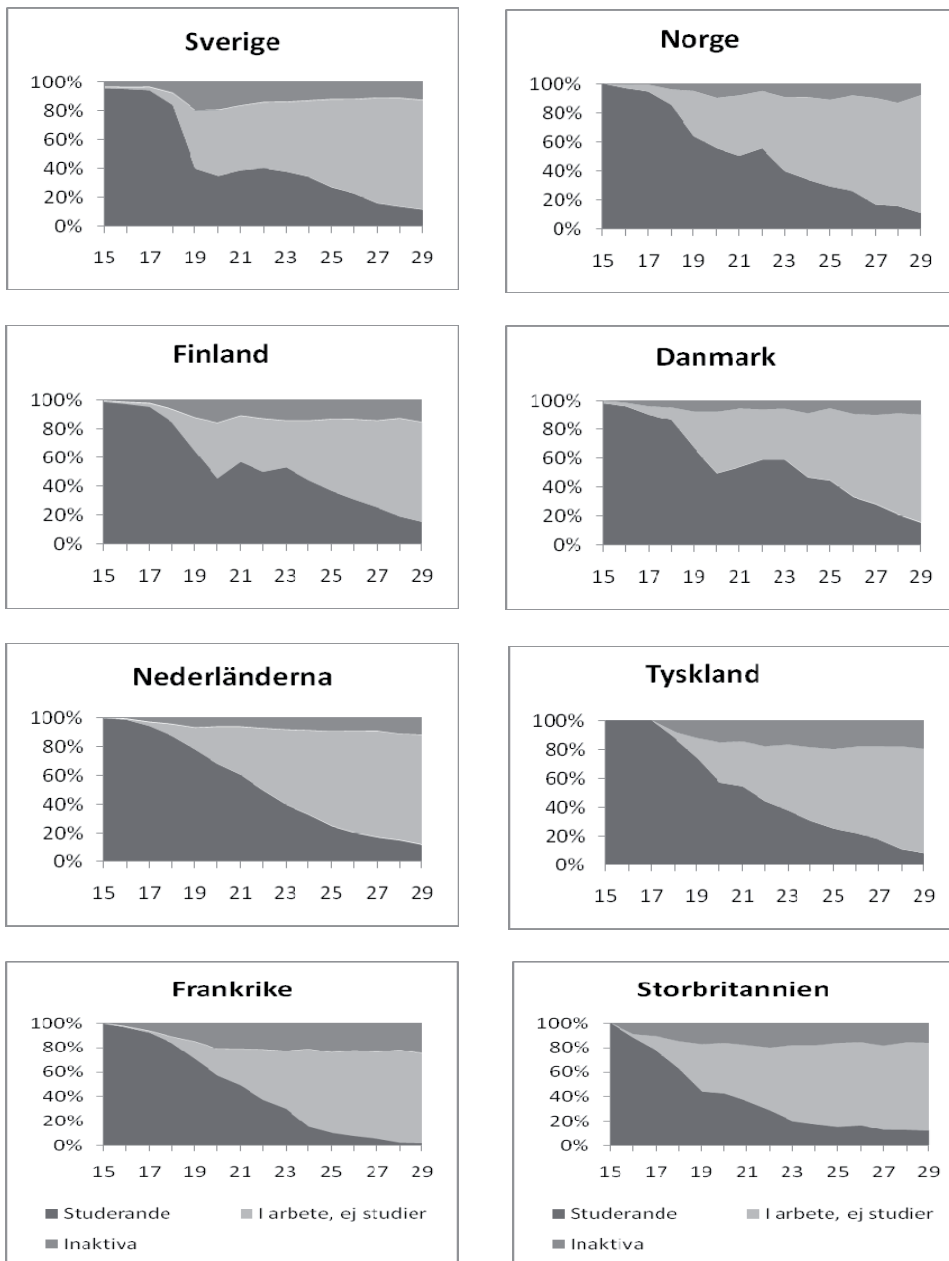 Sverige
100%
80%
60%
40%
20%
0%
15 17 19 21 23 25 27 29
Norge
100%
80%
60%
40%
20%
0%
15 17 19 21 23 25 27 29
Finland
100%
80%
60%
40%
20%
0%
15 17 19 21 23 25 27 29
Danmark
100%
80%
60%
40%
20%
0%
15 17 19 21 23 25 27 29
Nederländerna
100%
80%
60%
40%
20%
0%
15 17 19 21 23 25 27 29
Tyskland
100%
80%
60%
40%
20%
0%
15 17 19 21 23 25 27 29
Frankrike
100%
80%
60%
40%
20%
0%
15 17 19 21 23 25 27 29
Studerande I arbete, ej studier
Inaktiva
Storbritannien
100%
80%
60%
40%
20%
0%
15 17 19 21 23 25 27 29
Studerande I arbete, ej studier
Inaktiva